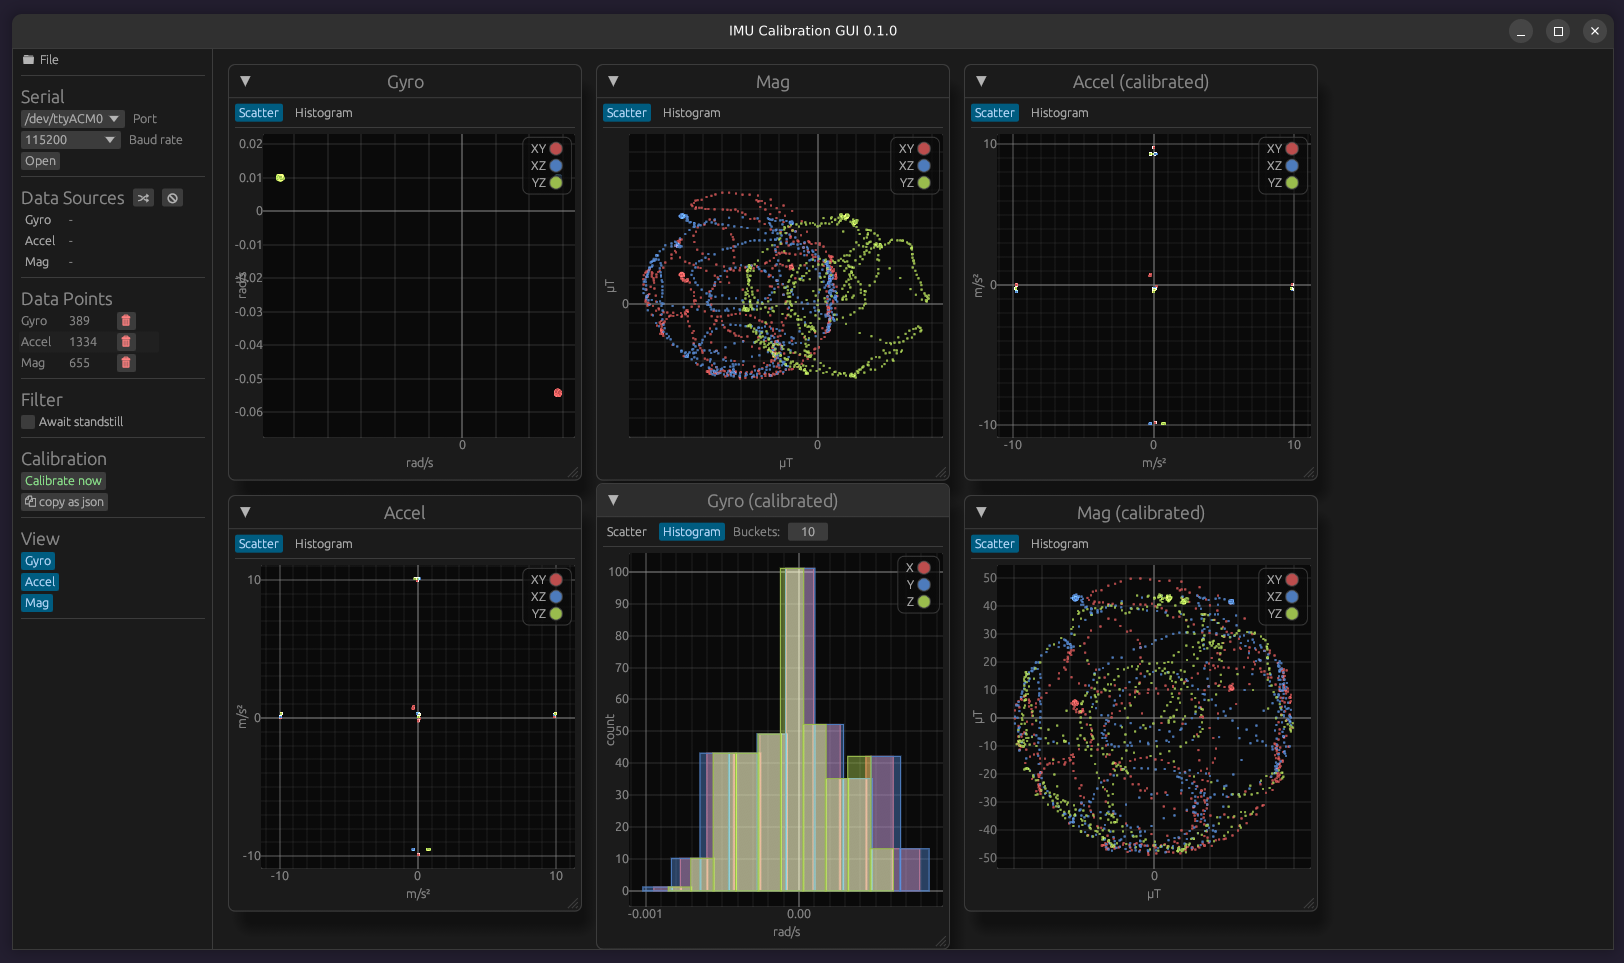 IMU Calibration GUI 0.1.0
File
Serial
/dev/ttyACM0 Port
115200 Baud rate
Open
Data Sources
Gyro -
Accel -
Mag -
Data Points
Gyro 389
Accel 1334
Mag 655
Filter
Await standstill
Calibration
Calibrate now
copy as json
View
Gyro
Accel
Mag
Gyro
Scatter Histogram
XY
XZ
YZ
0.02
0.01
0
-0.01
-0.02
-0.03
-0.04
-0.05
-0.06
rad/s
0
rad/s
Mag
Scatter Histogram
XY
XZ
YZ
µT
0
0
µT
Accel (calibrated)
Scatter Histogram
XY
XZ
YZ
10
0
-10
m/s²
-10 0 10
m/s²
Accel
Scatter Histogram
XY
XZ
YZ
10
0
-10
m/s²
-10 0 10
m/s²
Gyro (calibrated)
Scatter Histogram Buckets: 10
X
Y
Z
100
90
80
70
60
50
40
30
20
10
0
count
-0.001 0.00
rad/s
Mag (calibrated)
Scatter Histogram
XY
XZ
YZ
50
40
30
20
10
0
-10
-20
-30
-40
-50
µT
0
µT